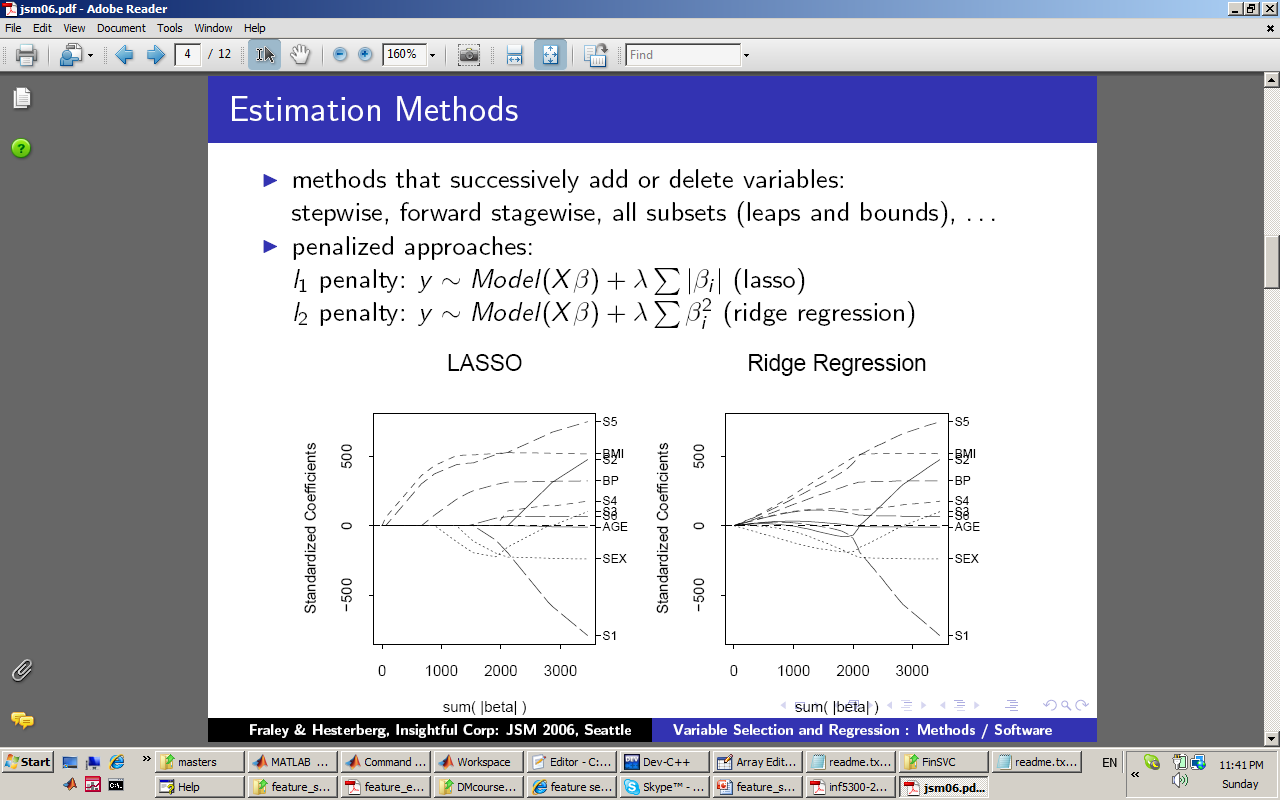 jsm06.pdf - Adobe Reader
File Edit View Document Tools Window Help
4 / 12 160% Find
Estimation Methods
methods that successively add or delete variables:
stepwise, forward stagewise, all subsets (leaps and bounds), . . .
penalized approaches:
l1 penalty: y ∼ Model(Xβ) + λ ∑ |βi| (lasso)
l2 penalty: y ∼ Model(Xβ) + λ ∑ βi² (ridge regression)
LASSO
Standardized Coefficients
500
0
−500
S5
BMI
S2
BP
S4
S3
S6
AGE
SEX
S1
0 1000 2000 3000
sum( |beta| )
Ridge Regression
Standardized Coefficients
500
0
−500
S5
BMI
S2
BP
S4
S3
S6
AGE
SEX
S1
0 1000 2000 3000
sum( |beta| )
Fraley & Hesterberg, Insightful Corp: JSM 2006, Seattle Variable Selection and Regression : Methods / Software
Start » masters MATLAB ... Command ... Workspace Editor - C:... Dev-C++ Array Edit... readme.tx... FinSVC readme.tx... EN « 11:41 PM
Help feature_s... feature_e... DMcourse... feature se... Skype™ - ... feature_s... inf5300-2... jsm06.pd... Sunday